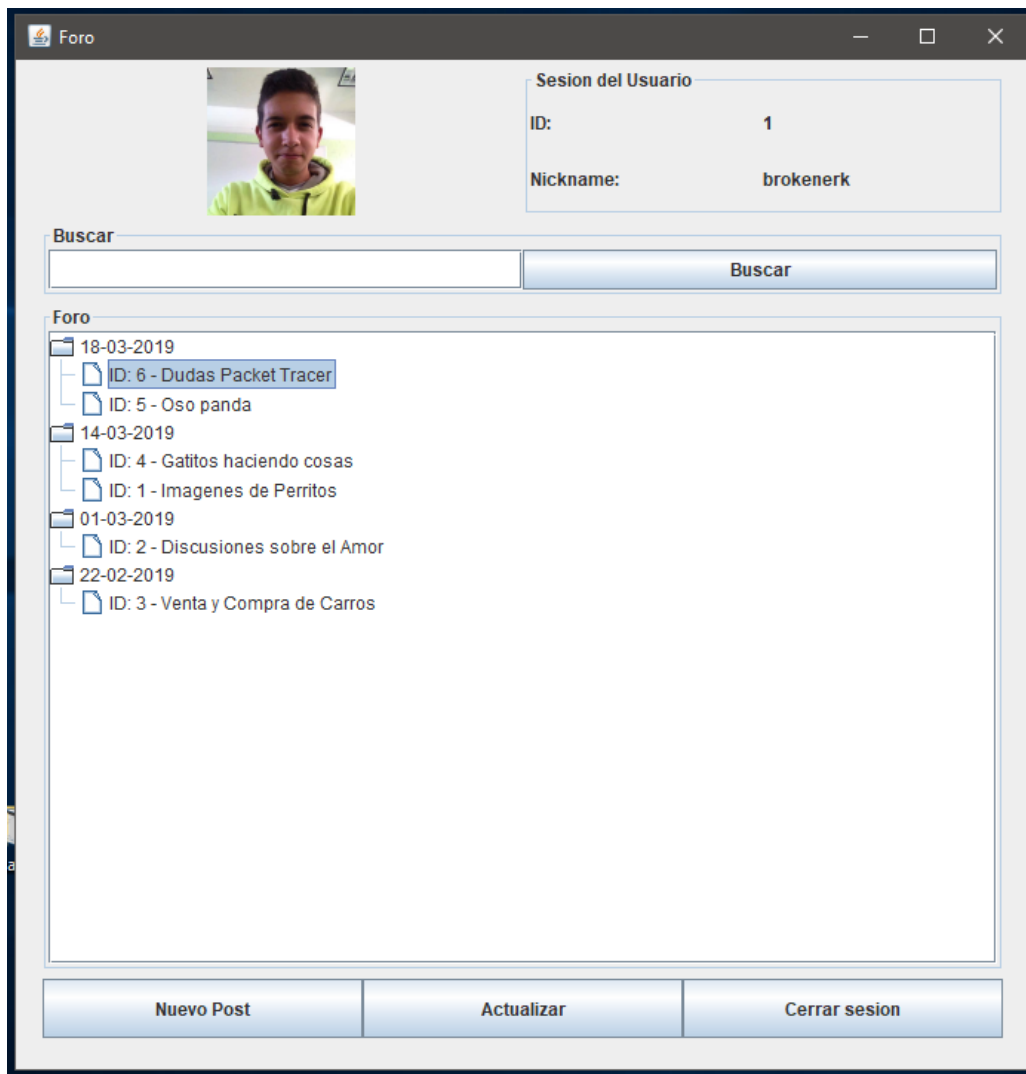 Foro
Sesion del Usuario
ID: 1
Nickname: brokenerk
Buscar
Buscar
Foro
18-03-2019
ID: 6 - Dudas Packet Tracer
ID: 5 - Oso panda
14-03-2019
ID: 4 - Gatitos haciendo cosas
ID: 1 - Imagenes de Perritos
01-03-2019
ID: 2 - Discusiones sobre el Amor
22-02-2019
ID: 3 - Venta y Compra de Carros
Nuevo Post Actualizar Cerrar sesion